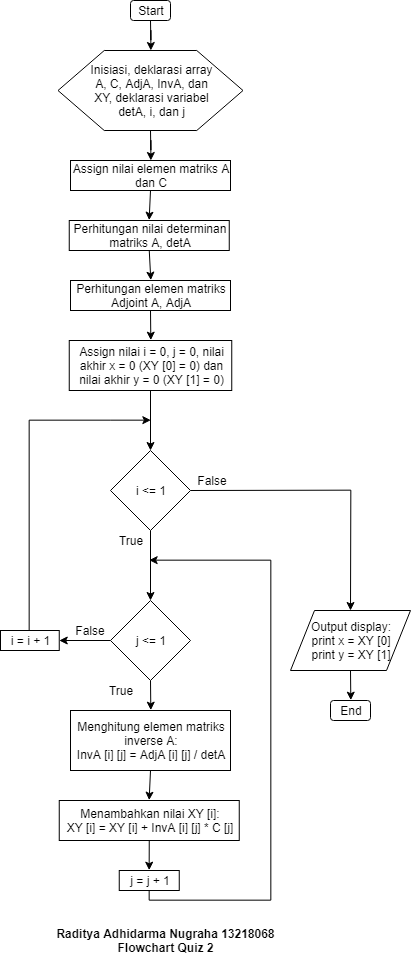 Start
Inisiasi, deklarasi array
A, C, AdjA, InvA, dan
XY, deklarasi variabel
detA, i, dan j
Assign nilai elemen matriks A
dan C
Perhitungan nilai determinan
matriks A, detA
Perhitungan elemen matriks
Adjoint A, AdjA
Assign nilai i = 0, j = 0, nilai
akhir x = 0 (XY [0] = 0) dan
nilai akhir y = 0 (XY [1] = 0)
i <= 1
False
True
j <= 1
False
i = i + 1
True
Output display:
print x = XY [0]
print y = XY [1]
End
Menghitung elemen matriks
inverse A:
InvA [i] [j] = AdjA [i] [j] / detA
Menambahkan nilai XY [i]:
XY [i] = XY [i] + InvA [i] [j] * C [j]
j = j + 1
Raditya Adhidarma Nugraha 13218068
Flowchart Quiz 2